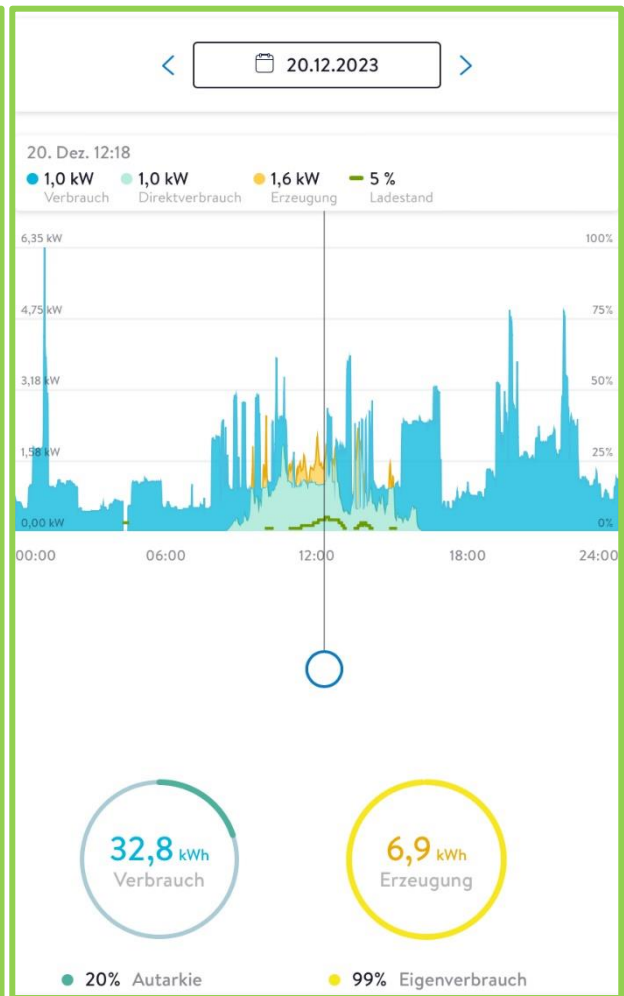 20.12.2023
20. Dez. 12:18
1,0 kW 1,0 kW 1,6 kW 5 %
Verbrauch Direktverbrauch Erzeugung Ladestand
6,35 kW 100%
4,75 kW 75%
3,18 kW 50%
1,58 kW 25%
0,00 kW 0%
00:00 06:00 12:00 18:00 24:00
32,8 kWh 6,9 kWh
Verbrauch Erzeugung
20% Autarkie 99% Eigenverbrauch